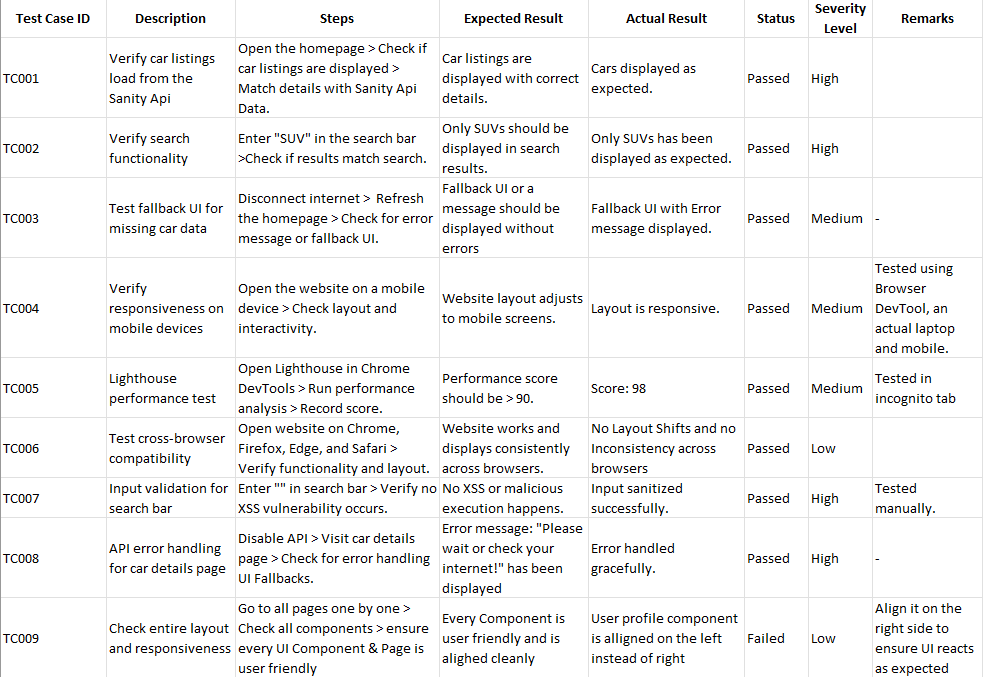 Test Case ID
Description
Steps
Expected Result
Actual Result
Status
Severity
Level
Remarks
TC001
Verify car listings
load from the
Sanity Api
Open the homepage > Check if
car listings are displayed >
Match details with Sanity Api
Data.
Car listings are
displayed with correct
details.
Cars displayed as
expected.
Passed
High
TC002
Verify search
functionality
Enter "SUV" in the search bar
>Check if results match search.
Only SUVs should be
displayed in search
results.
Only SUVs has been
displayed as expected.
Passed
High
TC003
Test fallback UI for
missing car data
Disconnect internet > Refresh
the homepage > Check for error
message or fallback UI.
Fallback UI or a
message should be
displayed without
errors
Fallback UI with Error
message displayed.
Passed
Medium
-
TC004
Verify
responsiveness on
mobile devices
Open the website on a mobile
device > Check layout and
interactivity.
Website layout adjusts
to mobile screens.
Layout is responsive.
Passed
Medium
Tested using
Browser
DevTool, an
actual laptop
and mobile.
TC005
Lighthouse
performance test
Open Lighthouse in Chrome
DevTools > Run performance
analysis > Record score.
Performance score
should be > 90.
Score: 98
Passed
Medium
Tested in
incognito tab
TC006
Test cross-browser
compatibility
Open website on Chrome,
Firefox, Edge, and Safari >
Verify functionality and layout.
Website works and
displays consistently
across browsers.
No Layout Shifts and no
Inconsistency across
browsers
Passed
Low
TC007
Input validation for
search bar
Enter "" in search bar > Verify no
XSS vulnerability occurs.
No XSS or malicious
execution happens.
Input sanitized
successfully.
Passed
High
Tested
manually.
TC008
API error handling
for car details page
Disable API > Visit car details
page > Check for error handling
UI Fallbacks.
Error message: "Please
wait or check your
internet!" has been
displayed
Error handled
gracefully.
Passed
High
-
TC009
Check entire layout
and responsiveness
Go to all pages one by one >
Check all components > ensure
every UI Component & Page is
user friendly
Every Component is
user friendly and is
alighed cleanly
User profile component
is alligned on the left
instead of right
Failed
Low
Align it on the
right side to
ensure UI reacts
as expected